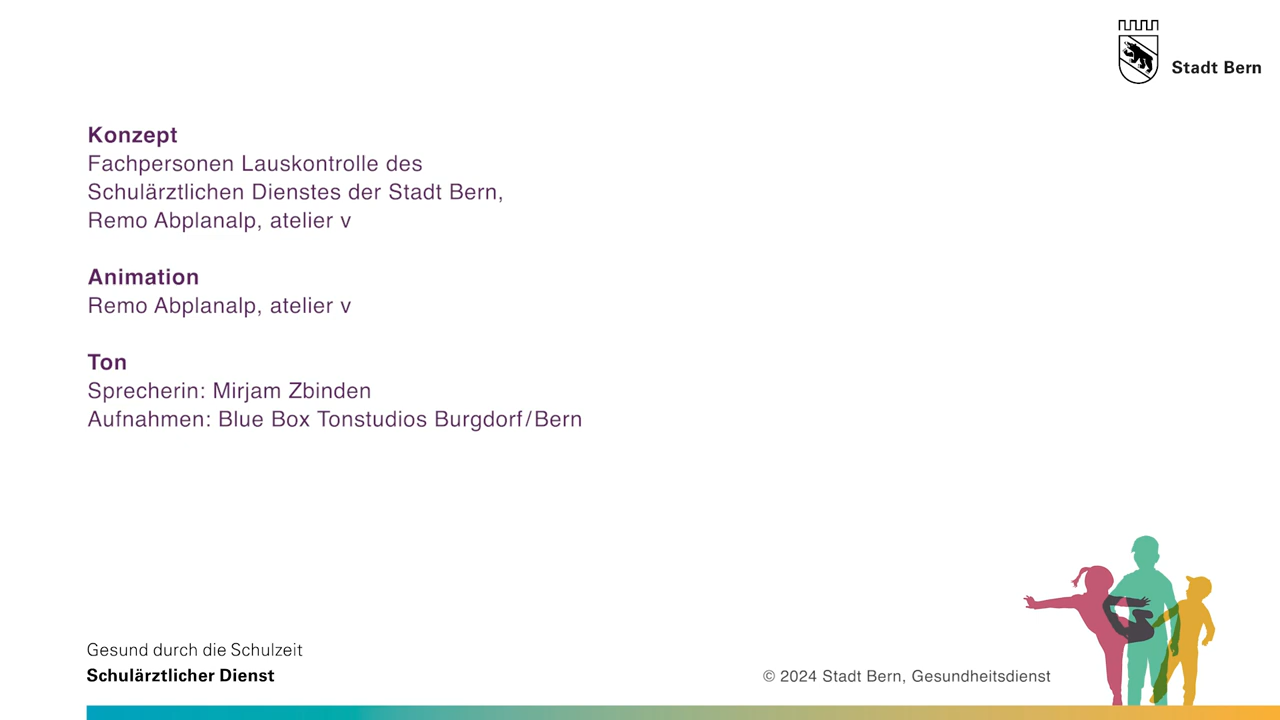 Stadt Bern
Konzept
Fachpersonen Lauskontrolle des
Schulärztlichen Dienstes der Stadt Bern,
Remo Abplanalp, atelier v
Animation
Remo Abplanalp, atelier v
Ton
Sprecherin: Mirjam Zbinden
Aufnahmen: Blue Box Tonstudios Burgdorf/Bern
Gesund durch die Schulzeit
Schulärztlicher Dienst
© 2024 Stadt Bern, Gesundheitsdienst